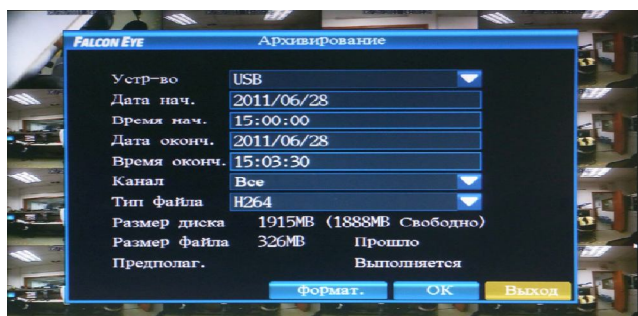 FALCON EYE Архивирование
Устр-во USB
Дата нач. 2011/06/28
Время нач. 15:00:00
Дата оконч. 2011/06/28
Время оконч. 15:03:30
Канал Все
Тип файла H264
Размер диска 1915MB (1888MB Свободно)
Размер файла 326MB Прошло
Предполаг. Выполняется
Формат. OK Выход